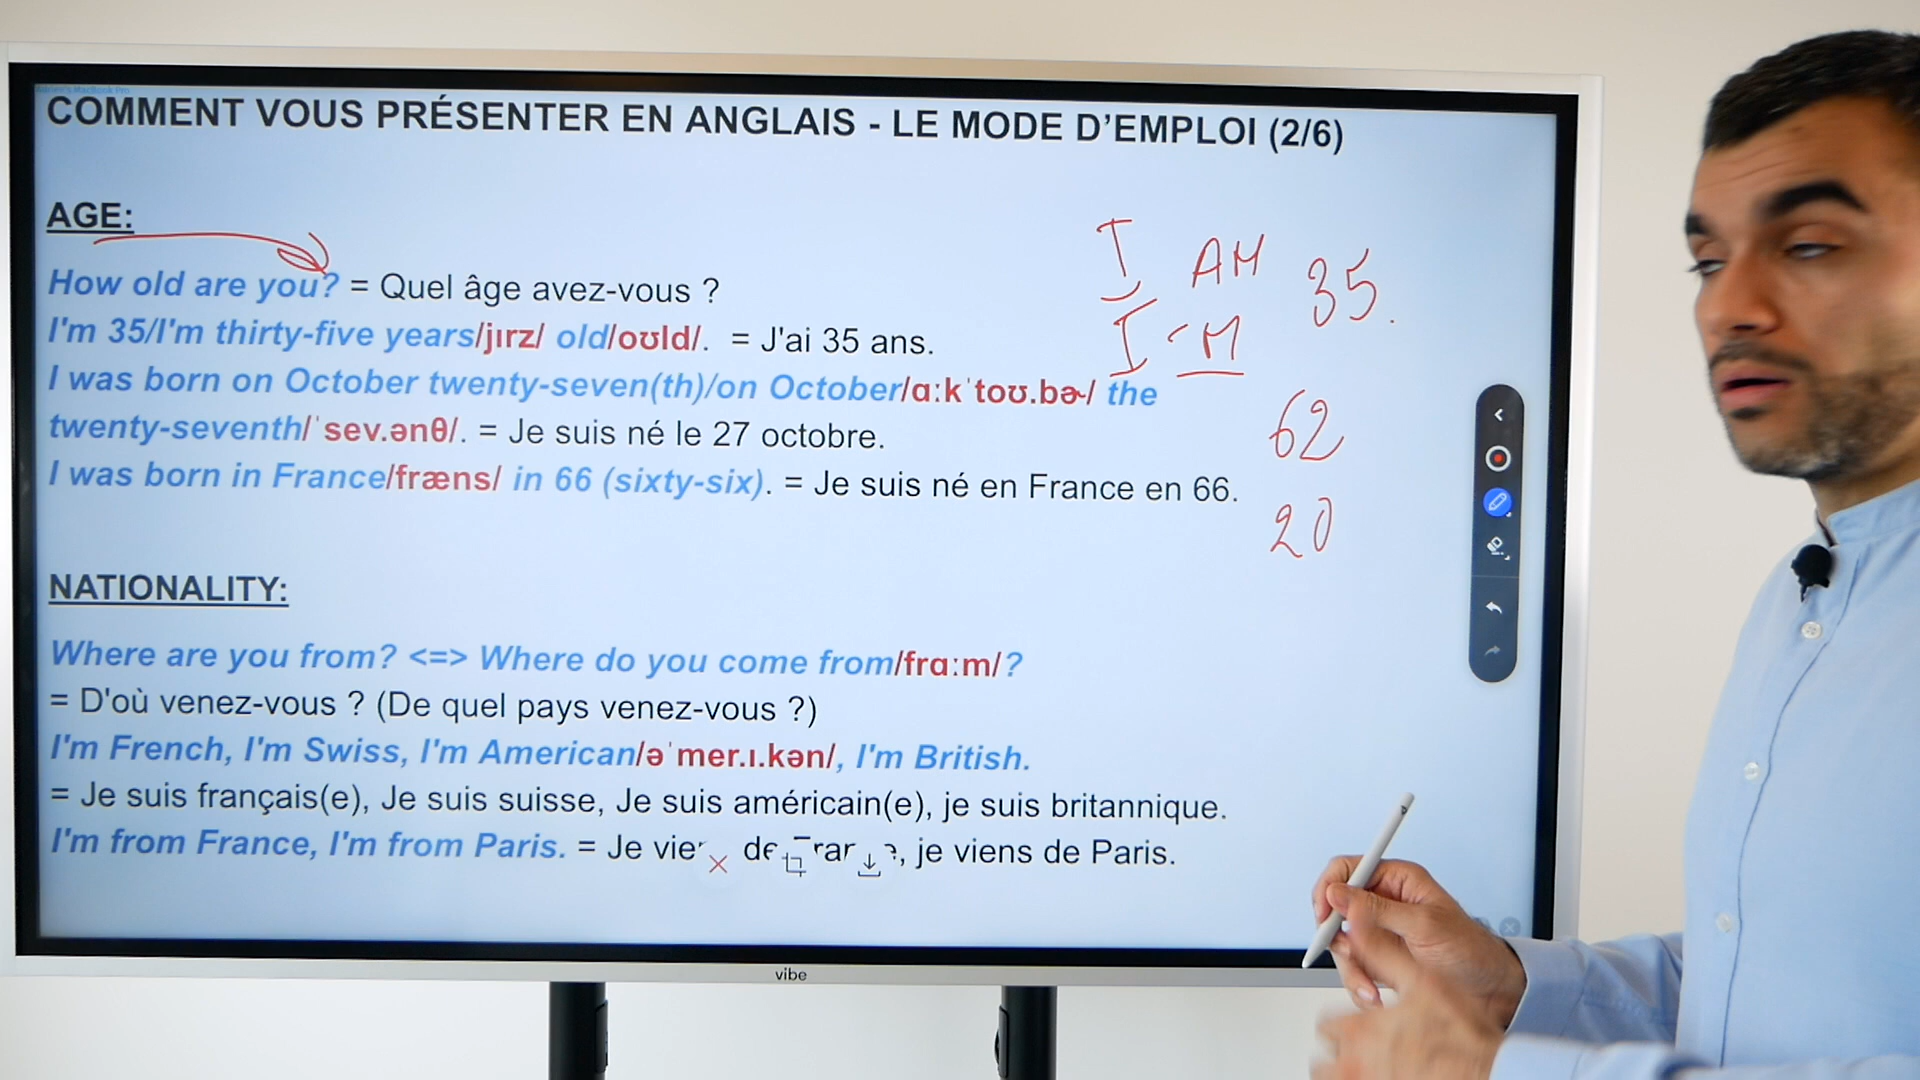 Adrien's MacBook Pro
COMMENT VOUS PRÉSENTER EN ANGLAIS - LE MODE D'EMPLOI (2/6)
AGE:
How old are you? = Quel âge avez-vous ?
I'm 35/I'm thirty-five years/jɪrz/ old/oʊld/. = J'ai 35 ans.
I was born on October twenty-seven(th)/on October/ɑːkˈtoʊ.bɚ/ the
twenty-seventh/ˈsev.ənθ/. = Je suis né le 27 octobre.
I was born in France/fræns/ in 66 (sixty-six). = Je suis né en France en 66.
I AM 35.
I'M
62
20
NATIONALITY:
Where are you from? <=> Where do you come from/frɑːm/?
= D'où venez-vous ? (De quel pays venez-vous ?)
I'm French, I'm Swiss, I'm American/əˈmer.ɪ.kən/, I'm British.
= Je suis français(e), Je suis suisse, Je suis américain(e), je suis britannique.
I'm from France, I'm from Paris. = Je viens de France, je viens de Paris.
vibe